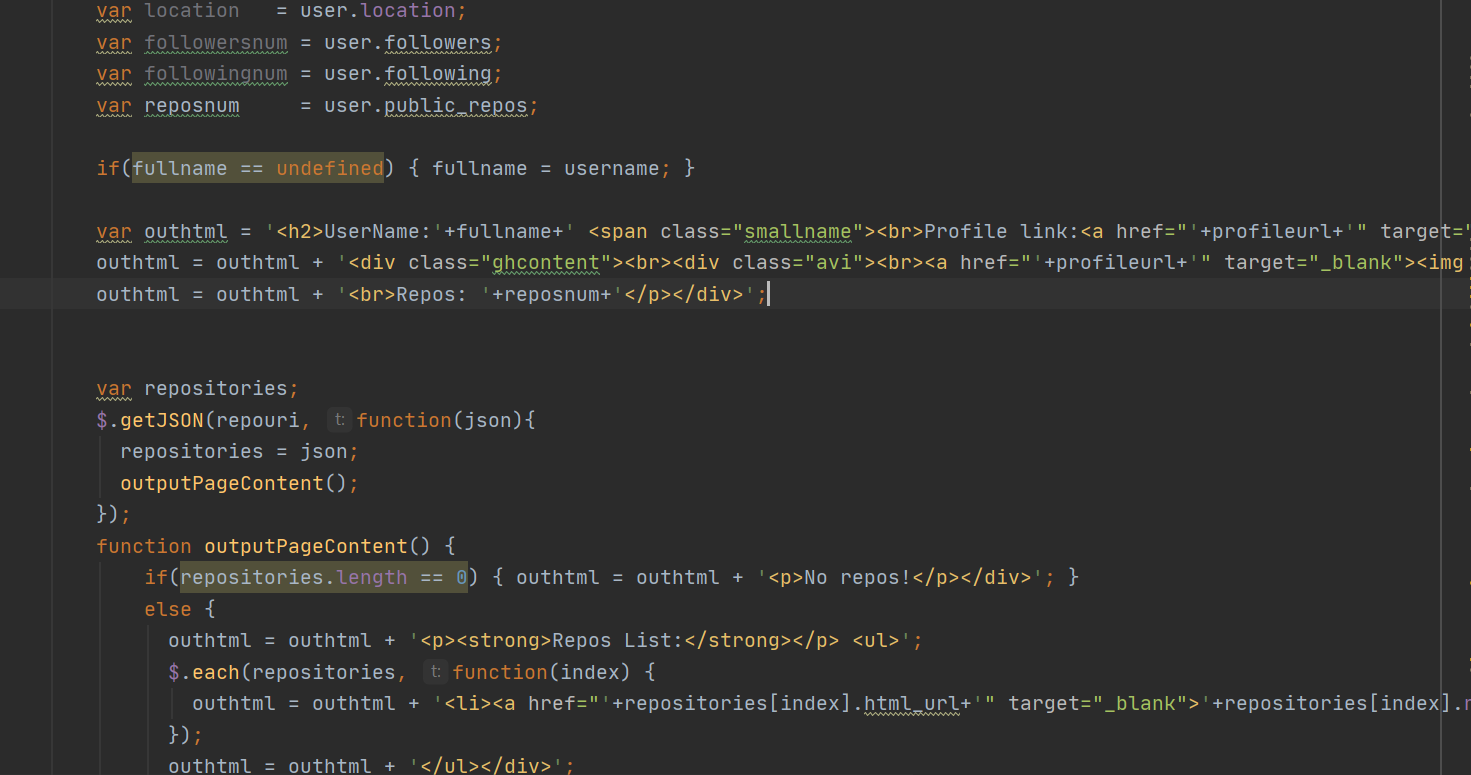 var location   = user.location;
var followersnum = user.followers;
var followingnum = user.following;
var reposnum     = user.public_repos;
if(fullname == undefined) { fullname = username; }
var outhtml = '<h2>UserName:'+fullname+' <span class="smallname"><br>Profile link:<a href="'+profileurl+'" target="
outhtml = outhtml + '<div class="ghcontent"><br><div class="avi"><br><a href="'+profileurl+'" target="_blank"><img
outhtml = outhtml + '<br>Repos: '+reposnum+'</p></div>';
var repositories;
$.getJSON(repouri, t: function(json){
  repositories = json;
  outputPageContent();
});
function outputPageContent() {
    if(repositories.length == 0) { outhtml = outhtml + '<p>No repos!</p></div>'; }
    else {
      outhtml = outhtml + '<p><strong>Repos List:</strong></p> <ul>';
      $.each(repositories, t: function(index) {
        outhtml = outhtml + '<li><a href="'+repositories[index].html_url+'" target="_blank">'+repositories[index].
      });
      outhtml = outhtml + '</ul></div>';